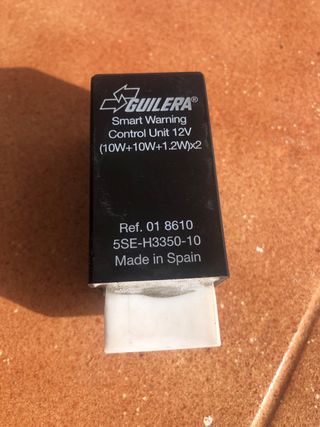 GUILERA®
Smart Warning
Control Unit 12V
(10W+10W+1.2W)x2
Ref. 01 8610
5SE-H3350-10
Made in Spain